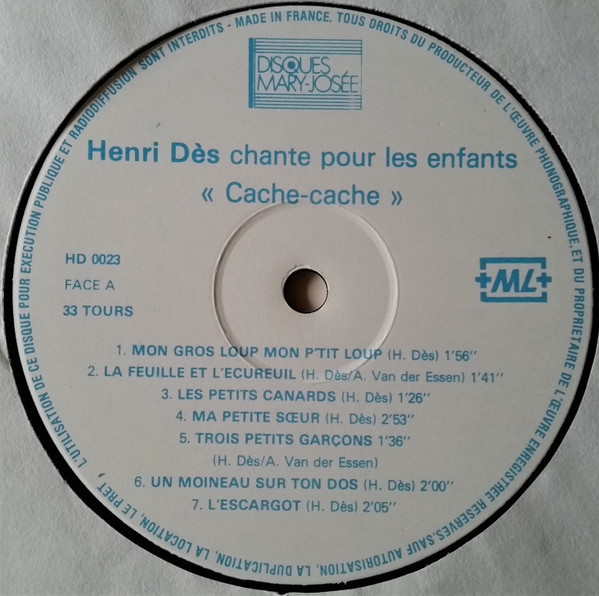 DISQUES
MARY-JOSÉE
Henri Dès chante pour les enfants
« Cache-cache »
HD 0023
FACE A
33 TOURS
+ML+
1. MON GROS LOUP MON P'TIT LOUP (H. Dès) 1'56"
2. LA FEUILLE ET L'ECUREUIL (H. Dès/A. Van der Essen) 1'41"
3. LES PETITS CANARDS (H. Dès) 1'26"
4. MA PETITE SŒUR (H. Dès) 2'53"
5. TROIS PETITS GARÇONS 1'36"
(H. Dès/A. Van der Essen)
6. UN MOINEAU SUR TON DOS (H. Dès) 2'00"
7. L'ESCARGOT (H. Dès) 2'05"
MADE IN FRANCE. TOUS DROITS DU PRODUCTEUR DE L'ŒUVRE PHONOGRAPHIQUE, ET DU PROPRIETAIRE DE L'ŒUVRE ENREGISTREE RESERVES. SAUF AUTORISATION, LA DUPLICATION, LA LOCATION, LE PRET, L'UTILISATION DE CE DISQUE POUR EXECUTION PUBLIQUE ET RADIODIFFUSION SONT INTERDITS -